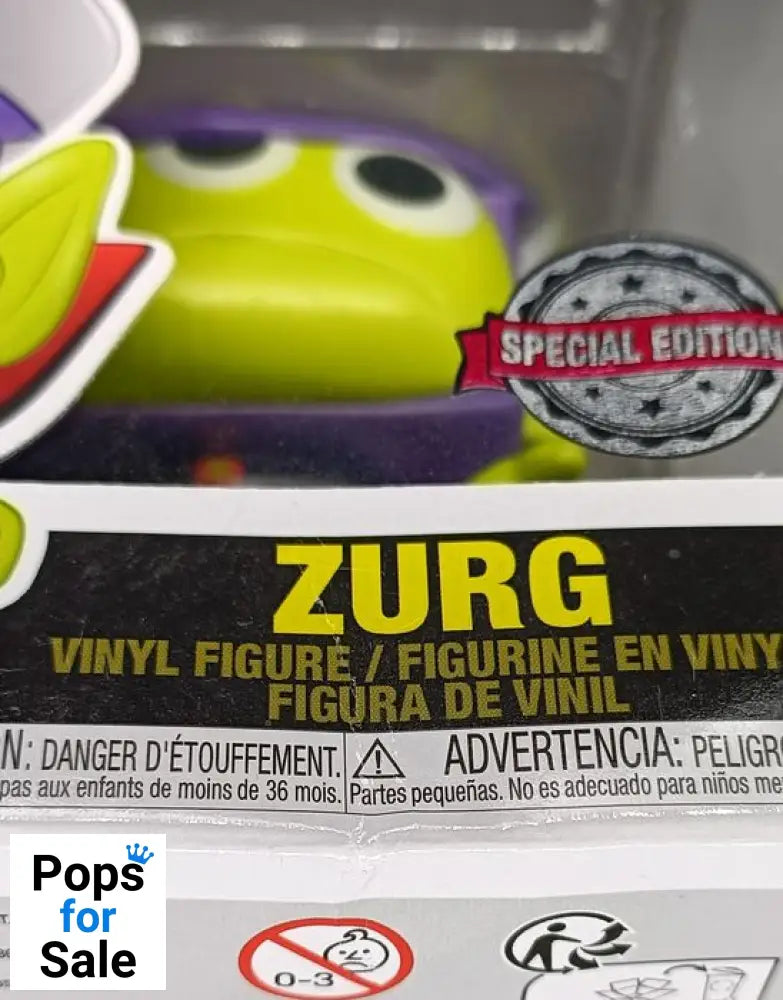 SPECIAL EDITION
ZURG
VINYL FIGURE / FIGURINE EN VINY
FIGURA DE VINIL
N: DANGER D'ÉTOUFFEMENT.
pas aux enfants de moins de 36 mois.
ADVERTENCIA: PELIGR
Partes pequeñas. No es adecuado para niños me
Pops
for
Sale
0-3